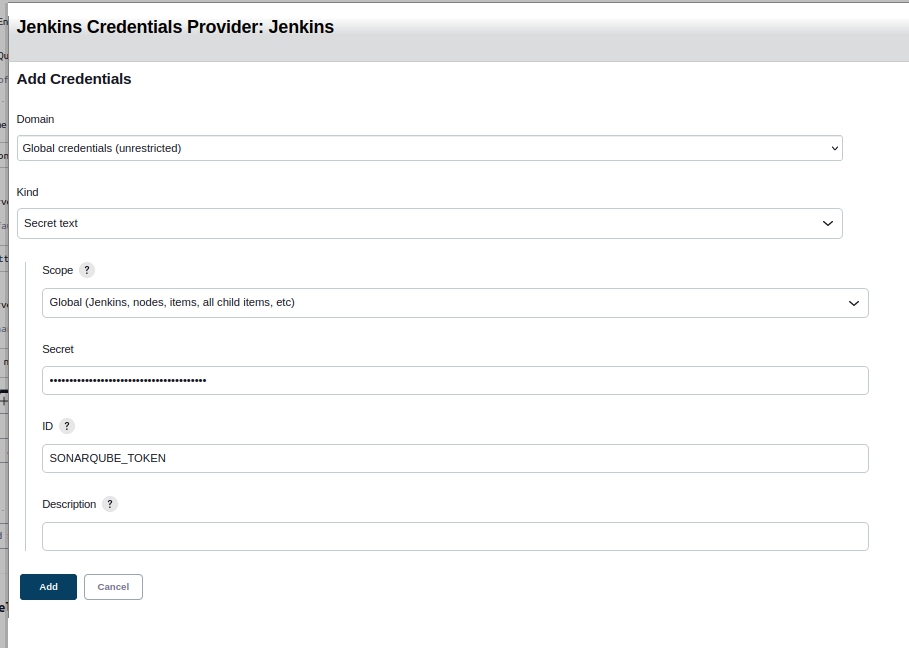 Jenkins Credentials Provider: Jenkins
Add Credentials
Domain
Global credentials (unrestricted)
Kind
Secret text
Scope ?
Global (Jenkins, nodes, items, all child items, etc)
Secret
••••••••••••••••••••••••••••••••••••••••
ID ?
SONARQUBE_TOKEN
Description ?
Add Cancel